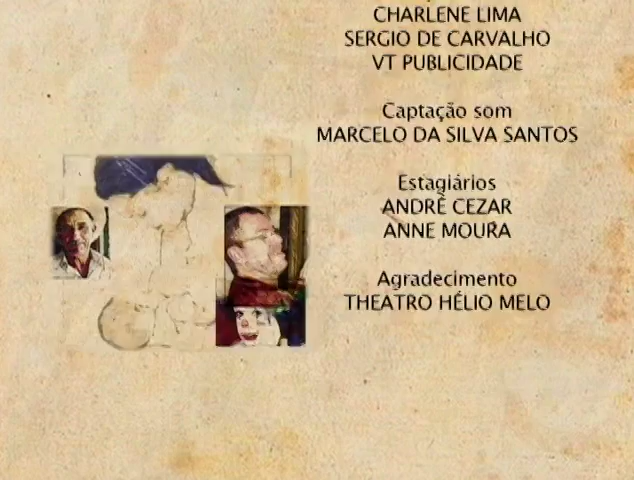 CHARLENE LIMA
SERGIO DE CARVALHO
VT PUBLICIDADE
Captação som
MARCELO DA SILVA SANTOS
Estagiários
ANDRÊ CEZAR
ANNE MOURA
Agradecimento
THEATRO HÉLIO MELO